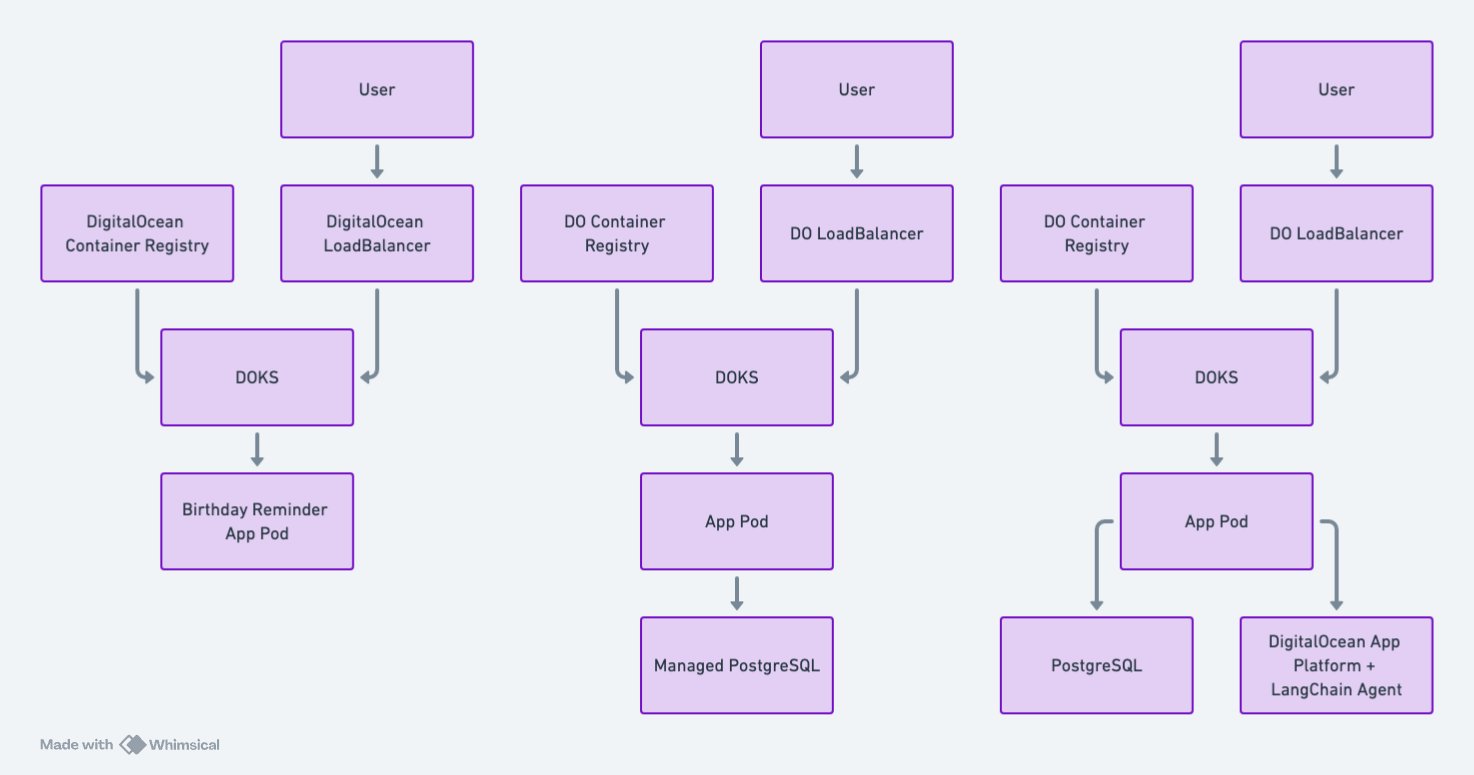 User
DigitalOcean
Container Registry
DigitalOcean
LoadBalancer
DOKS
Birthday Reminder
App Pod
User
DO Container
Registry
DO LoadBalancer
DOKS
App Pod
Managed PostgreSQL
User
DO Container
Registry
DO LoadBalancer
DOKS
App Pod
PostgreSQL
DigitalOcean App
Platform +
LangChain Agent
Made with Whimsical